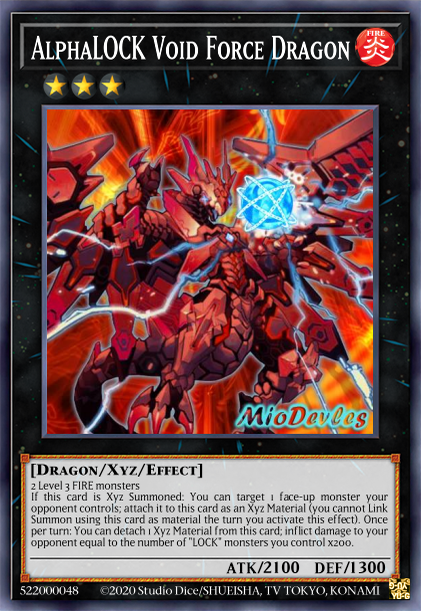 AlphaLOCK Void Force Dragon
FIRE
炎
MioDevles
[Dragon/Xyz/Effect]
2 Level 3 FIRE monsters
If this card is Xyz Summoned: You can target 1 face-up monster your
opponent controls; attach it to this card as an Xyz Material (you cannot Link
Summon using this card as material the turn you activate this effect). Once
per turn: You can detach 1 Xyz Material from this card; inflict damage to your
opponent equal to the number of "LOCK" monsters you control x200.
ATK/2100 DEF/1300
522000048 ©2020 Studio Dice/SHUEISHA, TV TOKYO, KONAMI